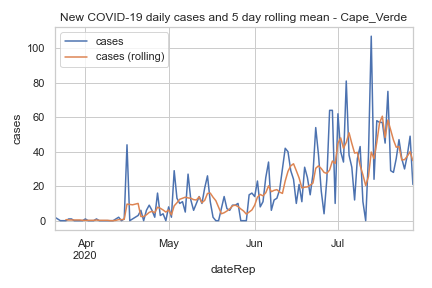 New COVID-19 daily cases and 5 day rolling mean - Cape_Verde
cases
cases (rolling)
100
80
60
40
20
0
cases
Apr
2020
May
Jun
Jul
dateRep